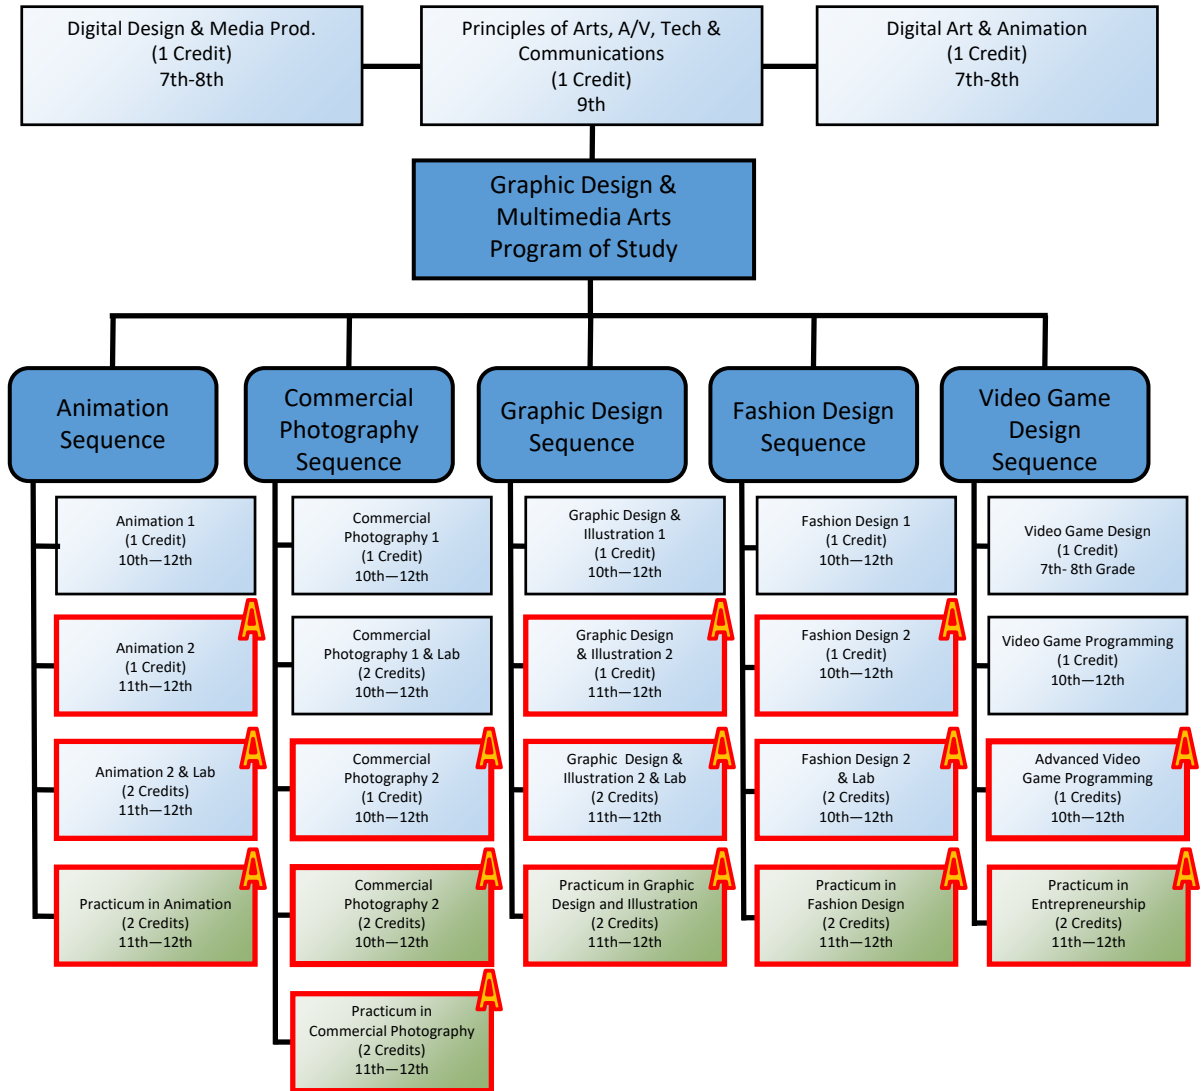 Digital Design & Media Prod.
(1 Credit)
7th-8th
Principles of Arts, A/V, Tech &
Communications
(1 Credit)
9th
Digital Art & Animation
(1 Credit)
7th-8th
Graphic Design &
Multimedia Arts
Program of Study
Animation
Sequence
Commercial
Photography
Sequence
Graphic Design
Sequence
Fashion Design
Sequence
Video Game
Design
Sequence
Animation 1
(1 Credit)
10th—12th
A
Animation 2
(1 Credit)
11th—12th
A
Animation 2 & Lab
(2 Credits)
11th—12th
A
Practicum in Animation
(2 Credits)
11th—12th
Commercial
Photography 1
(1 Credit)
10th—12th
Commercial
Photography 1 & Lab
(2 Credits)
10th—12th
A
Commercial
Photography 2
(1 Credit)
10th—12th
A
Commercial
Photography 2
(2 Credits)
10th—12th
A
Practicum in
Commercial Photography
(2 Credits)
11th—12th
Graphic Design &
Illustration 1
(1 Credit)
10th—12th
A
Graphic Design
& Illustration 2
(1 Credit)
11th—12th
A
Graphic  Design &
Illustration 2 & Lab
(2 Credits)
11th—12th
A
Practicum in Graphic
Design and Illustration
(2 Credits)
11th—12th
Fashion Design 1
(1 Credit)
10th—12th
A
Fashion Design 2
(1 Credit)
10th—12th
A
Fashion Design 2
& Lab
(2 Credits)
10th—12th
A
Practicum in
Fashion Design
(2 Credits)
11th—12th
Video Game Design
(1 Credit)
7th- 8th Grade
Video Game Programming
(1 Credit)
10th—12th
A
Advanced Video
Game Programming
(1 Credits)
10th—12th
A
Practicum in
Entrepreneurship
(2 Credits)
11th—12th